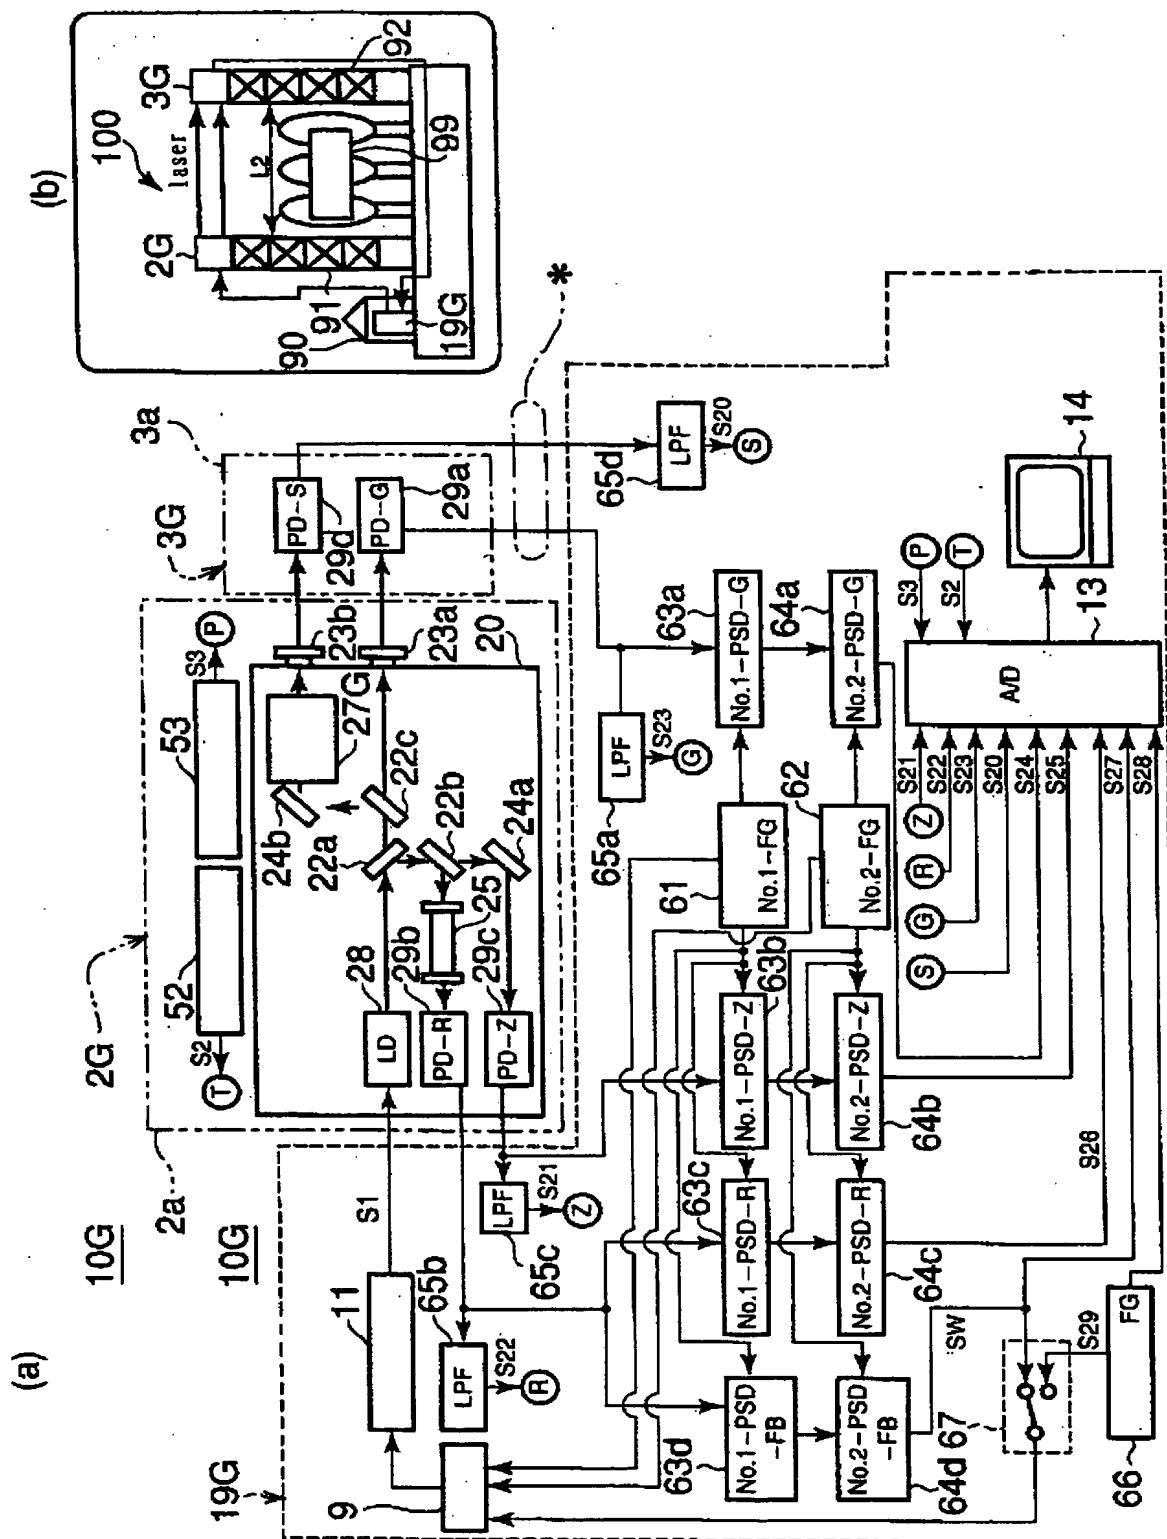 (a)
10G
10G
(b)
100
laser
2G
3G
L2
91
92
90
19G
99
2G
2a
52
53
S2
T
S3
P
3G
3a
PD-S
29d
PD-G
29a
23b
23a
20
27G
24b
22a
22c
22b
24a
25
28
LD
29b
PD-R
29c
PD-Z
*
19G
9
11
S1
65b
LPF
S22
R
LPF
S21
Z
65c
65d
LPF
S20
S
65a
LPF
S23
G
61
No.1-FG
62
No.2-FG
63a
No.1-PSD-G
64a
No.2-PSD-G
63b
No.1-PSD-Z
No.2-PSD-Z
64b
63c
No.1-PSD-R
No.2-PSD-R
64c
63d
No.1-PSD
-FB
64d
No.2-PSD
-FB
SW
67
S29
FG
66
S26
S
G
R
Z
S21
S22
S23
S20
S24
S25
S27
S28
A/D
S3
P
S2
T
13
14